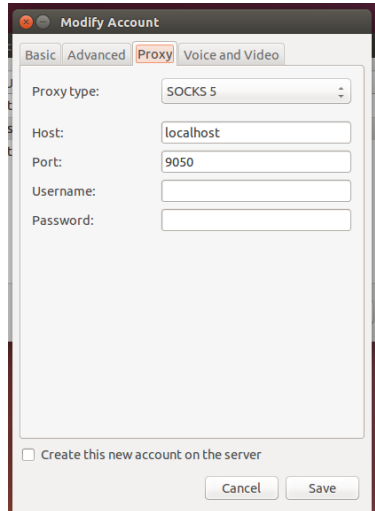 Modify Account
Basic Advanced Proxy Voice and Video
Proxy type: SOCKS 5
Host: localhost
Port: 9050
Username:
Password:
Create this new account on the server
Cancel Save